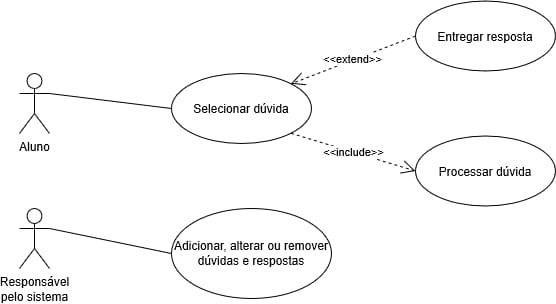 Entregar resposta
<<extend>>
Selecionar dúvida
Aluno
<<include>>
Processar dúvida
Adicionar, alterar ou remover
dúvidas e respostas
Responsável
pelo sistema